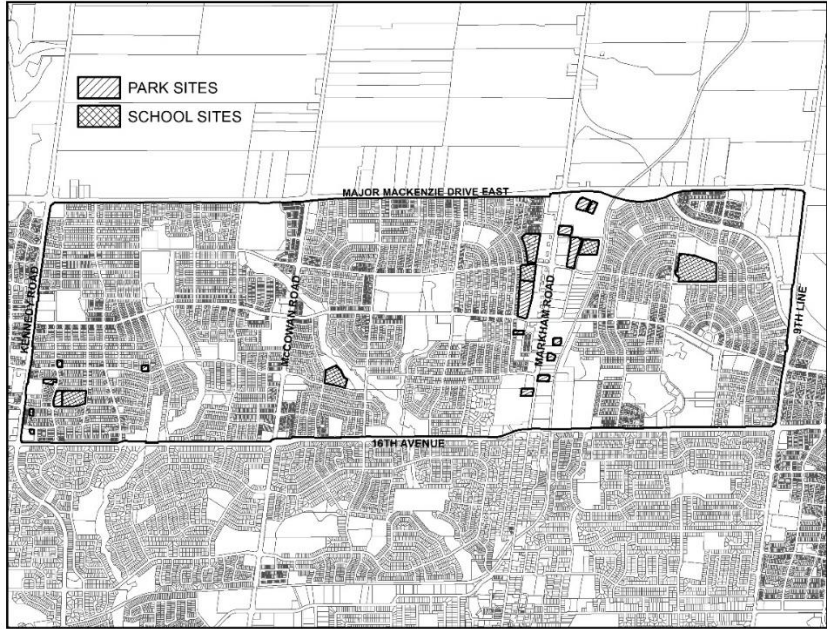 PARK SITES
SCHOOL SITES
MAJOR MACKENZIE DRIVE EAST
KENNEDY ROAD
MCCOWAN ROAD
MARKHAM ROAD
9TH LINE
16TH AVENUE